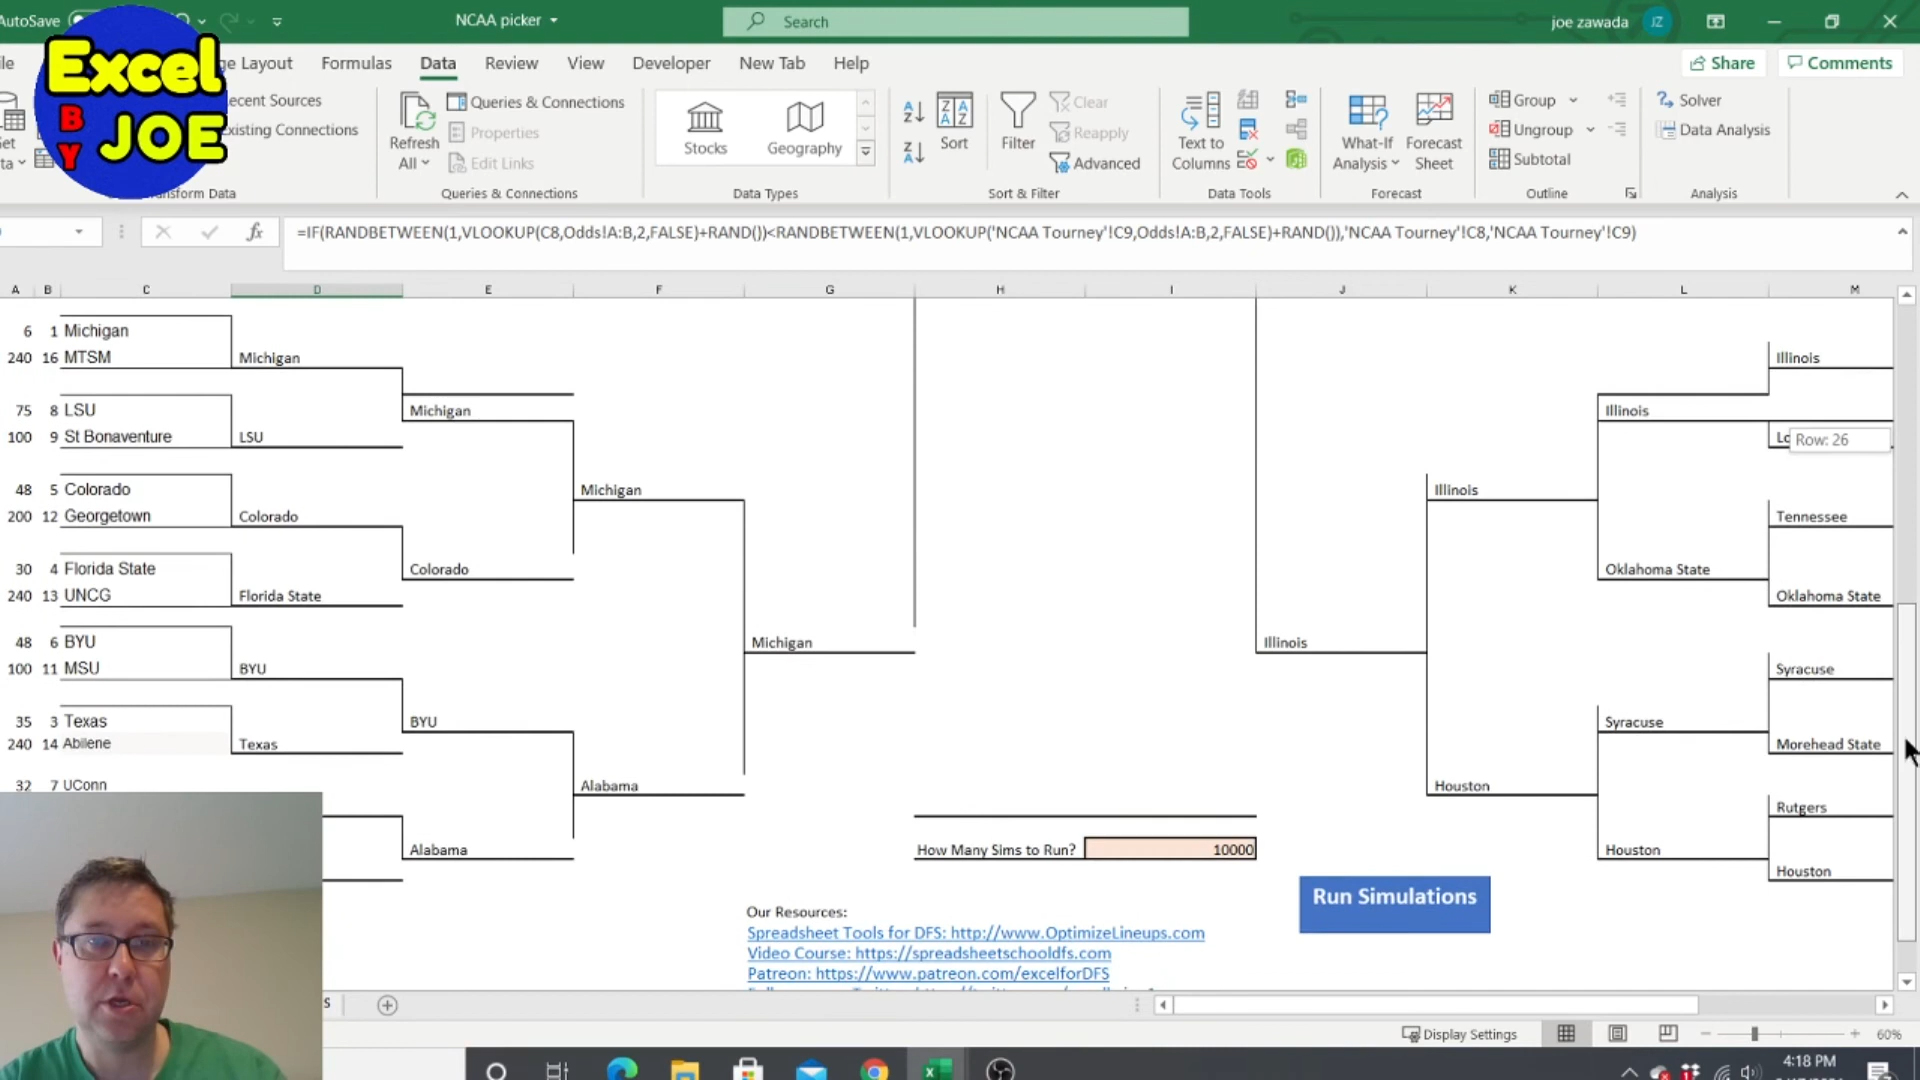 AutoSave
NCAA picker
Search
joe zawada
JZ
Excel
BY
JOE
Formulas
Data
Review
View
Developer
New Tab
Help
Share
Comments
Existing Connections
Refresh
All
Queries & Connections
Properties
Edit Links
Queries & Connections
Stocks
Geography
Data Types
Sort
Filter
Clear
Reapply
Advanced
Sort & Filter
Text to
Columns
Data Tools
What-If
Analysis
Forecast
Sheet
Forecast
Group
Ungroup
Subtotal
Outline
Solver
Data Analysis
Analysis
fx
=IF(RANDBETWEEN(1,VLOOKUP(C8,Odds!A:B,2,FALSE)+RAND())<RANDBETWEEN(1,VLOOKUP('NCAA Tourney'!C9,Odds!A:B,2,FALSE)+RAND()),'NCAA Tourney'!C8,'NCAA Tourney'!C9)
A B C D E F G H I J K L M
6 1 Michigan
240 16 MTSM Michigan Illinois
75 8 LSU Michigan Illinois
100 9 St Bonaventure LSU Lo Row: 26
48 5 Colorado Michigan Illinois
200 12 Georgetown Colorado Tennessee
30 4 Florida State Colorado Oklahoma State
240 13 UNCG Florida State Oklahoma State
48 6 BYU Michigan Illinois
100 11 MSU BYU Syracuse
35 3 Texas BYU Syracuse
240 14 Abilene Texas Morehead State
32 7 UConn Alabama Houston
Rutgers
Alabama How Many Sims to Run? 10000 Houston
Houston
Run Simulations
Our Resources:
Spreadsheet Tools for DFS: http://www.OptimizeLineups.com
Video Course: https://spreadsheetschooldfs.com
Patreon: https://www.patreon.com/excelforDFS
Display Settings
60%
4:18 PM